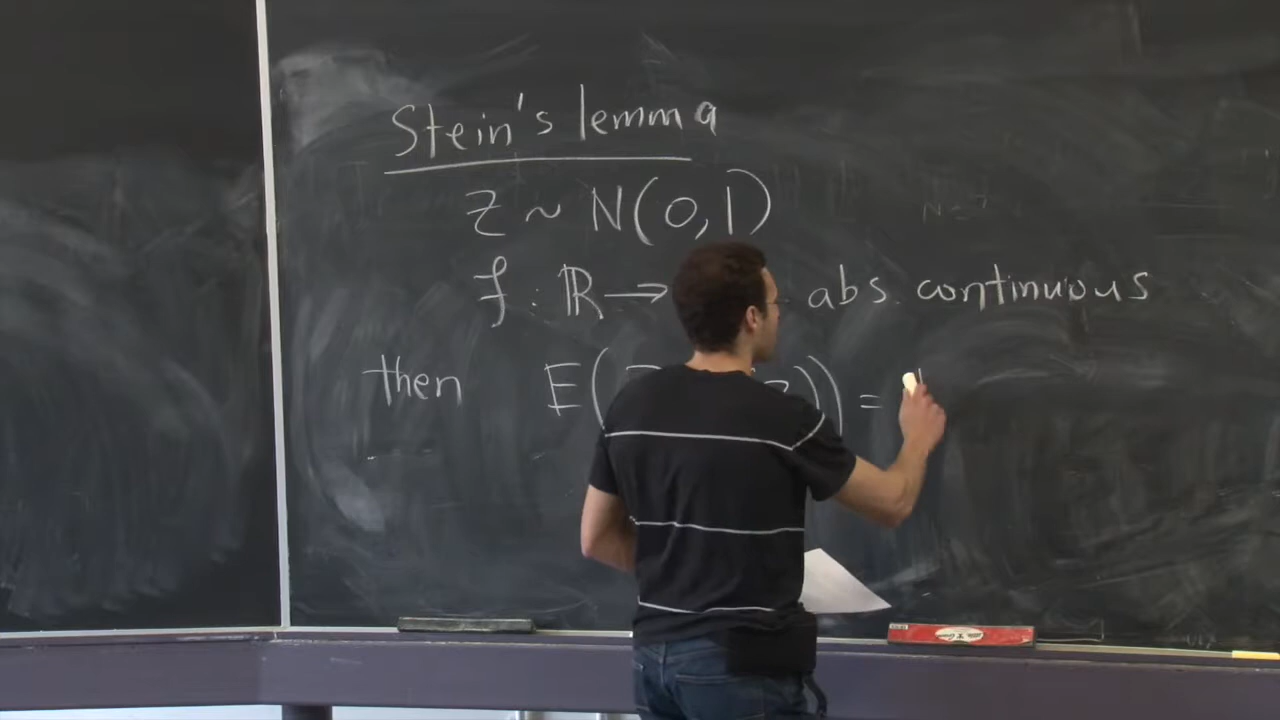 Stein's lemma
Z ~ N(0,1)
f : ℝ → abs. continuous
then E( Z)) =